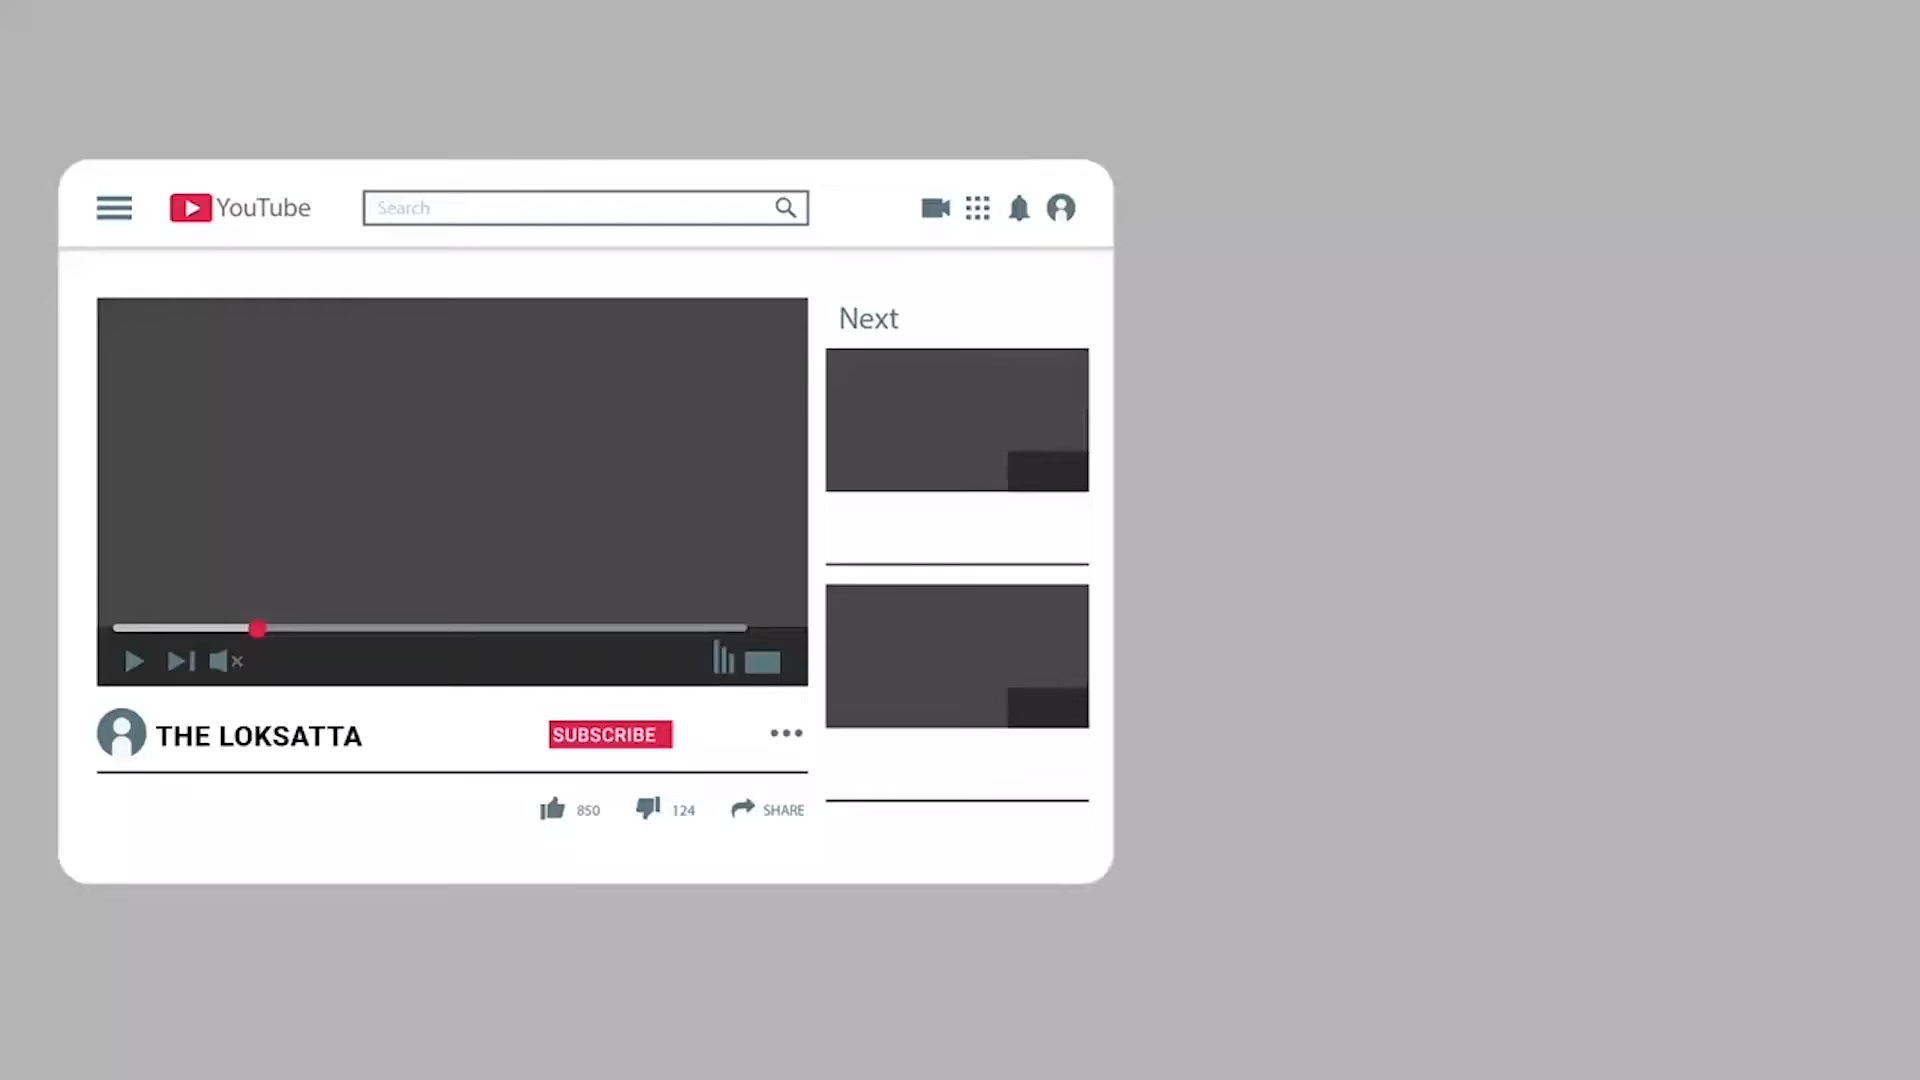 YouTube
Search
Next
THE LOKSATTA
SUBSCRIBE
850
124
SHARE